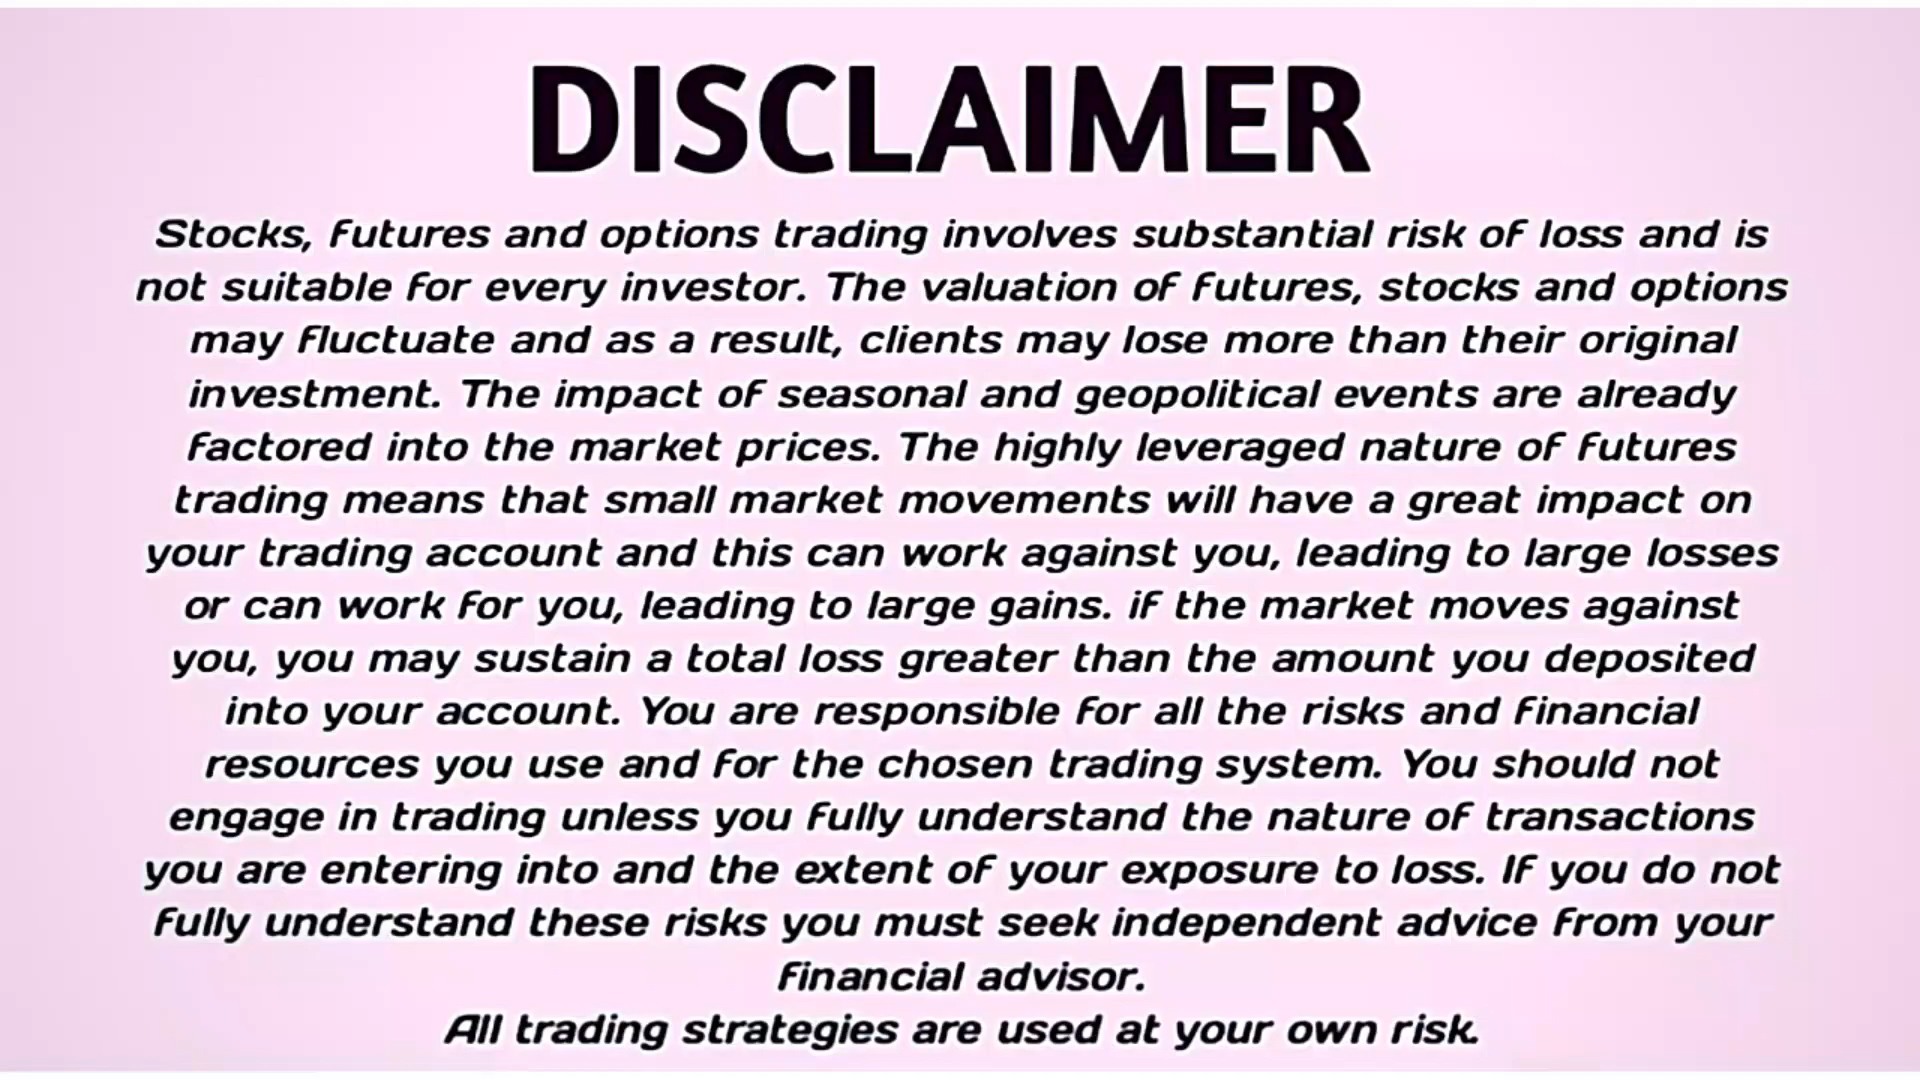 DISCLAIMER
Stocks, futures and options trading involves substantial risk of loss and is
not suitable for every investor. The valuation of futures, stocks and options
may fluctuate and as a result, clients may lose more than their original
investment. The impact of seasonal and geopolitical events are already
factored into the market prices. The highly leveraged nature of futures
trading means that small market movements will have a great impact on
your trading account and this can work against you, leading to large losses
or can work for you, leading to large gains. if the market moves against
you, you may sustain a total loss greater than the amount you deposited
into your account. You are responsible for all the risks and financial
resources you use and for the chosen trading system. You should not
engage in trading unless you fully understand the nature of transactions
you are entering into and the extent of your exposure to loss. If you do not
fully understand these risks you must seek independent advice from your
financial advisor.
All trading strategies are used at your own risk.